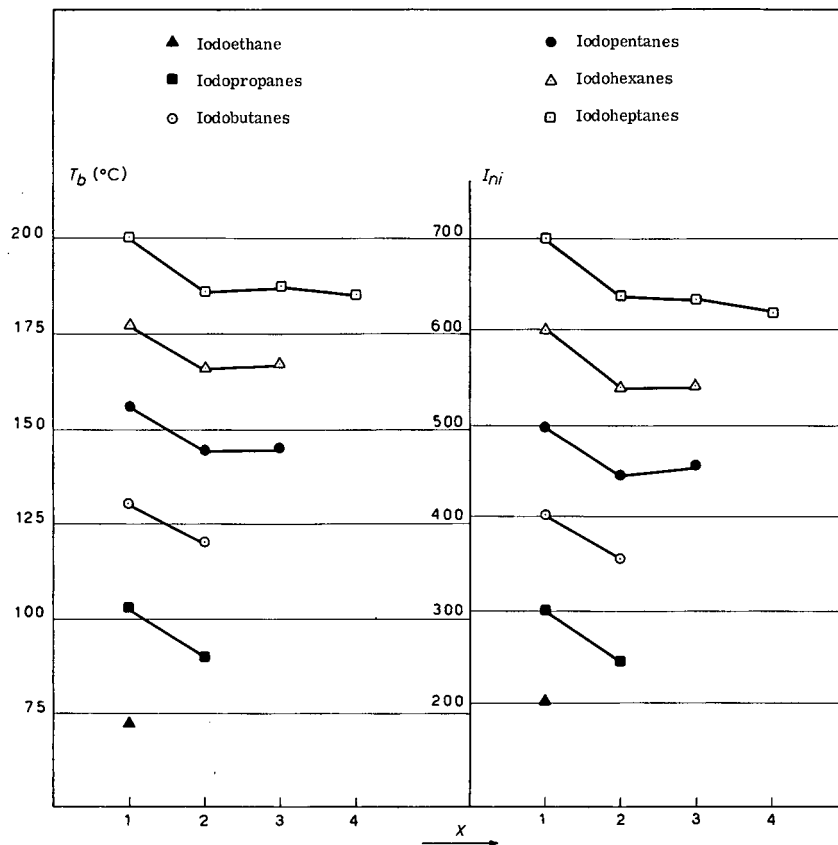 Iodoethane
Iodopropanes
Iodobutanes
Iodopentanes
Iodohexanes
Iodoheptanes
T_b (°C)
200
175
150
125
100
75
1 2 3 4
I_ni
700
600
500
400
300
200
1 2 3 4
X